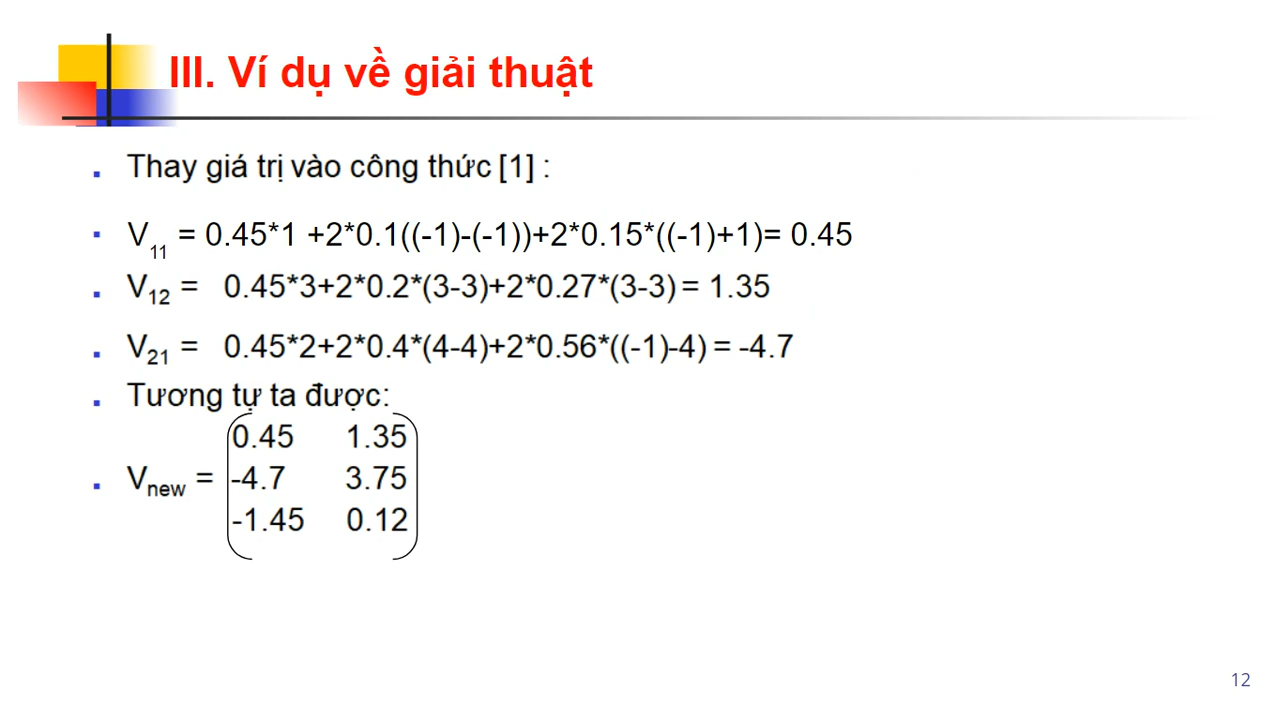 III. Ví dụ về giải thuật
Thay giá trị vào công thức [1] :
V11 = 0.45*1 +2*0.1((-1)-(-1))+2*0.15*((-1)+1)= 0.45
V12 = 0.45*3+2*0.2*(3-3)+2*0.27*(3-3) = 1.35
V21 = 0.45*2+2*0.4*(4-4)+2*0.56*((-1)-4) = -4.7
Tương tự ta được:
0.45 1.35
Vnew = -4.7 3.75
-1.45 0.12
12